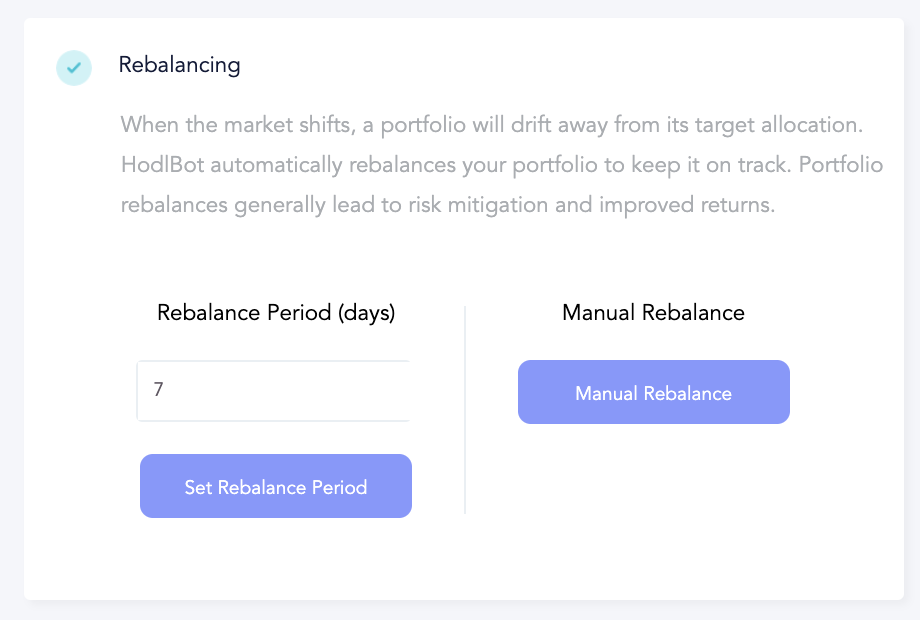 Rebalancing
When the market shifts, a portfolio will drift away from its target allocation.
HodlBot automatically rebalances your portfolio to keep it on track. Portfolio
rebalances generally lead to risk mitigation and improved returns.
Rebalance Period (days)
7
Set Rebalance Period
Manual Rebalance
Manual Rebalance